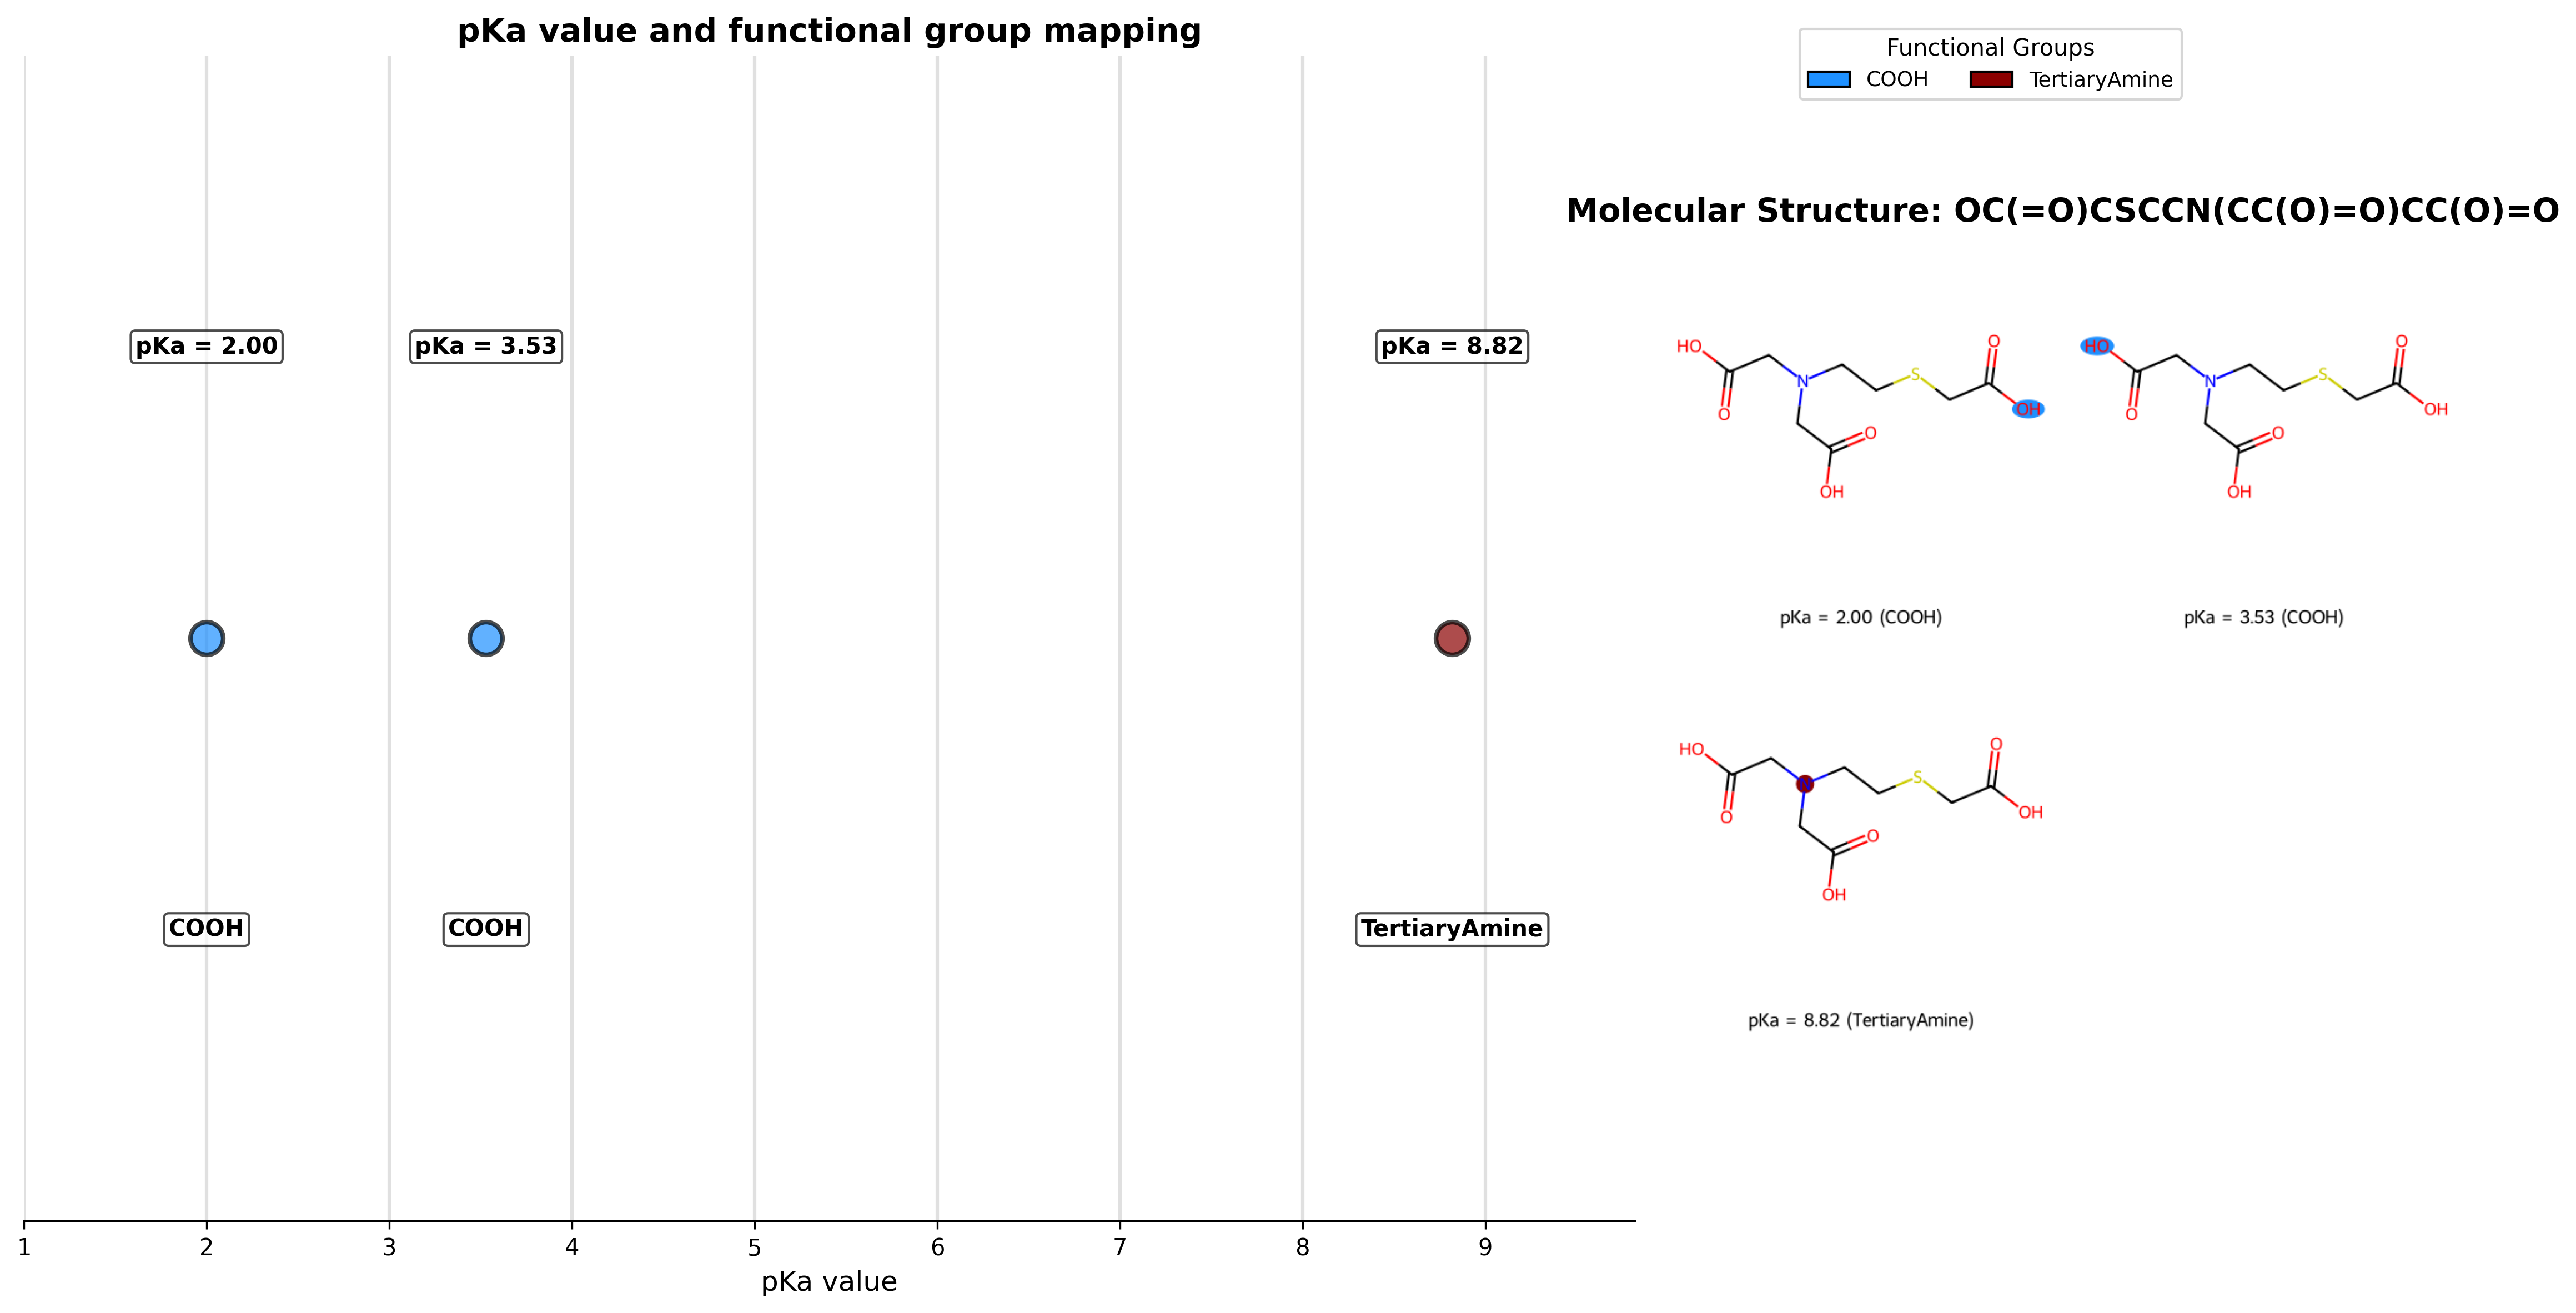 pKa value and functional group mapping
Functional Groups
COOH
TertiaryAmine
Molecular Structure: OC(=O)CSCCN(CC(O)=O)CC(O)=O
pKa = 2.00
pKa = 3.53
pKa = 8.82
COOH
COOH
TertiaryAmine
1
2
3
4
5
6
7
8
9
pKa value
HO
O
N
O
OH
S
O
OH
pKa = 2.00 (COOH)
HO
O
N
O
OH
S
O
OH
pKa = 3.53 (COOH)
HO
O
O
OH
S
O
OH
pKa = 8.82 (TertiaryAmine)